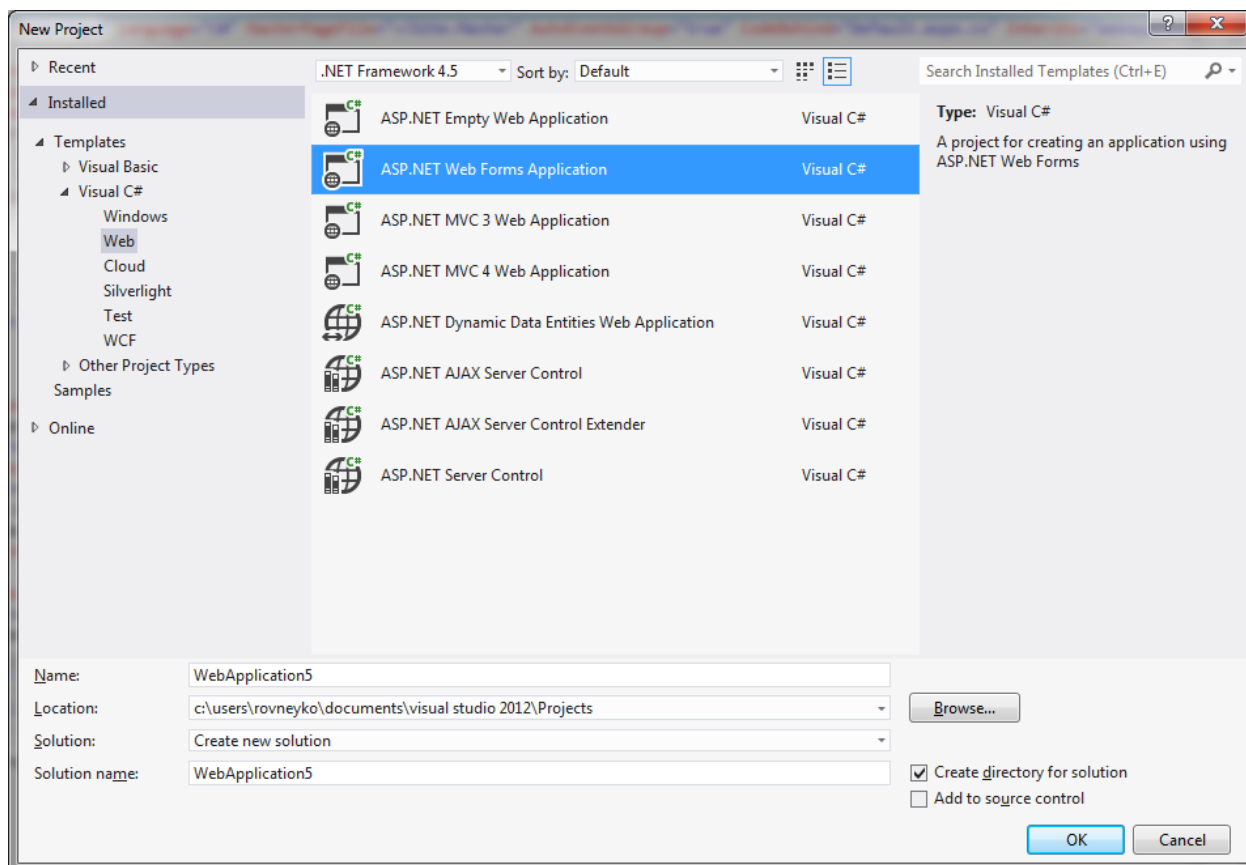 New Project
Recent
Installed
Templates
Visual Basic
Visual C#
Windows
Web
Cloud
Silverlight
Test
WCF
Other Project Types
Samples
Online
.NET Framework 4.5 Sort by: Default
C# ASP.NET Empty Web Application Visual C#
C# ASP.NET Web Forms Application Visual C#
C# ASP.NET MVC 3 Web Application Visual C#
C# ASP.NET MVC 4 Web Application Visual C#
C# ASP.NET Dynamic Data Entities Web Application Visual C#
C# ASP.NET AJAX Server Control Visual C#
C# ASP.NET AJAX Server Control Extender Visual C#
C# ASP.NET Server Control Visual C#
Search Installed Templates (Ctrl+E)
Type: Visual C#
A project for creating an application using
ASP.NET Web Forms
Name: WebApplication5
Location: c:\users\rovneyko\documents\visual studio 2012\Projects Browse...
Solution: Create new solution
Solution name: WebApplication5
Create directory for solution
Add to source control
OK Cancel